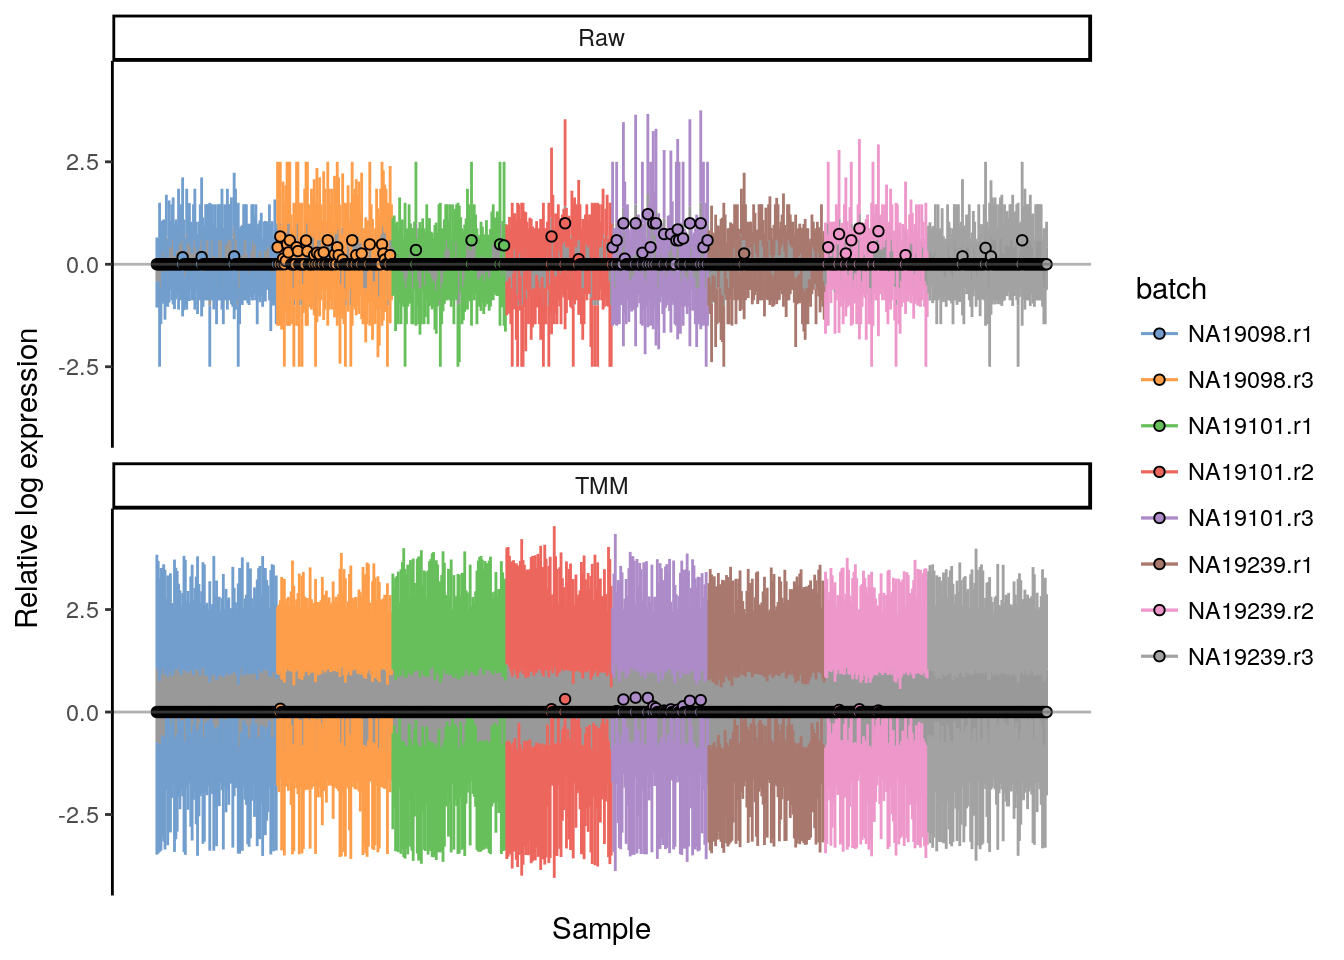 Raw
2.5
0.0
-2.5
TMM
2.5
0.0
-2.5
Relative log expression
Sample
batch
NA19098.r1
NA19098.r3
NA19101.r1
NA19101.r2
NA19101.r3
NA19239.r1
NA19239.r2
NA19239.r3